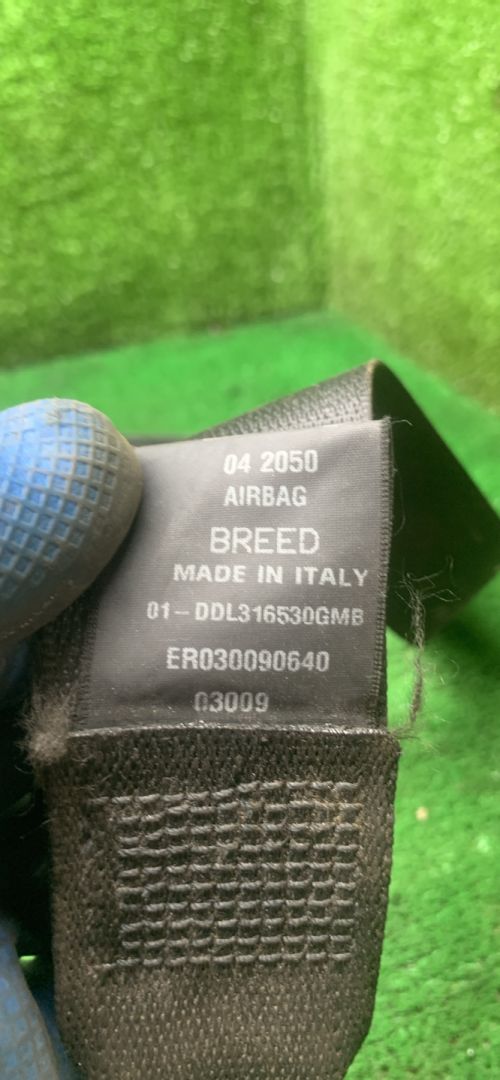 04 2050
AIRBAG
BREED
MADE IN ITALY
01-DDL316530GMB
ER030090640
03009